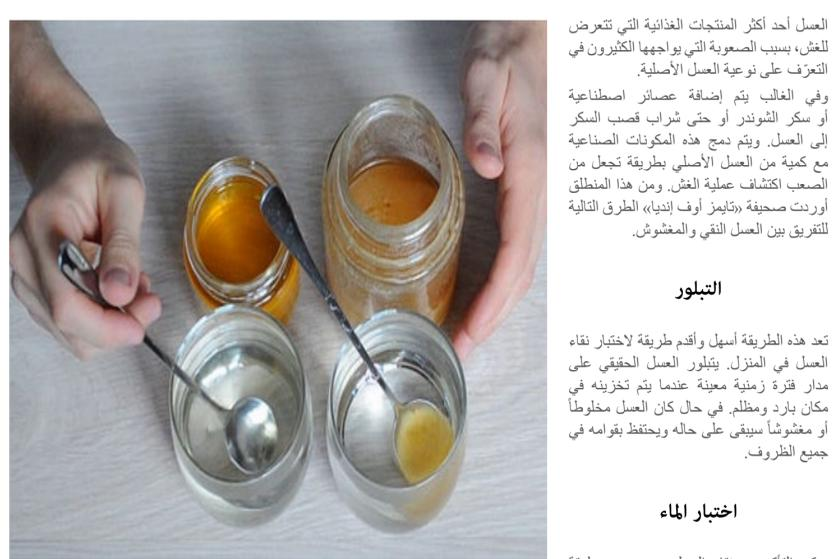 العسل أحد أكثر المنتجات الغذائية التي تتعرض
للغش، بسبب الصعوبة التي يواجهها الكثيرون في
التعرّف على نوعية العسل الأصلية.
وفي الغالب يتم إضافة عصائر اصطناعية
أو سكر الشوندر أو حتى شراب قصب السكر
إلى العسل. ويتم دمج هذه المكونات الصناعية
مع كمية من العسل الأصلي بطريقة تجعل من
الصعب اكتشاف عملية الغش. ومن هذا المنطلق
أوردت صحيفة «تايمز أوف إنديا» الطرق التالية
للتفريق بين العسل النقي والمغشوش.
التبلور
تعد هذه الطريقة أسهل وأقدم طريقة لاختبار نقاء
العسل في المنزل. يتبلور العسل الحقيقي على
مدار فترة زمنية معينة عندما يتم تخزينه في
مكان بارد ومظلم. في حال كان العسل مخلوطاً
أو مغشوشاً سيبقى على حاله ويحتفظ بقوامه في
جميع الظروف.
اختبار الماء